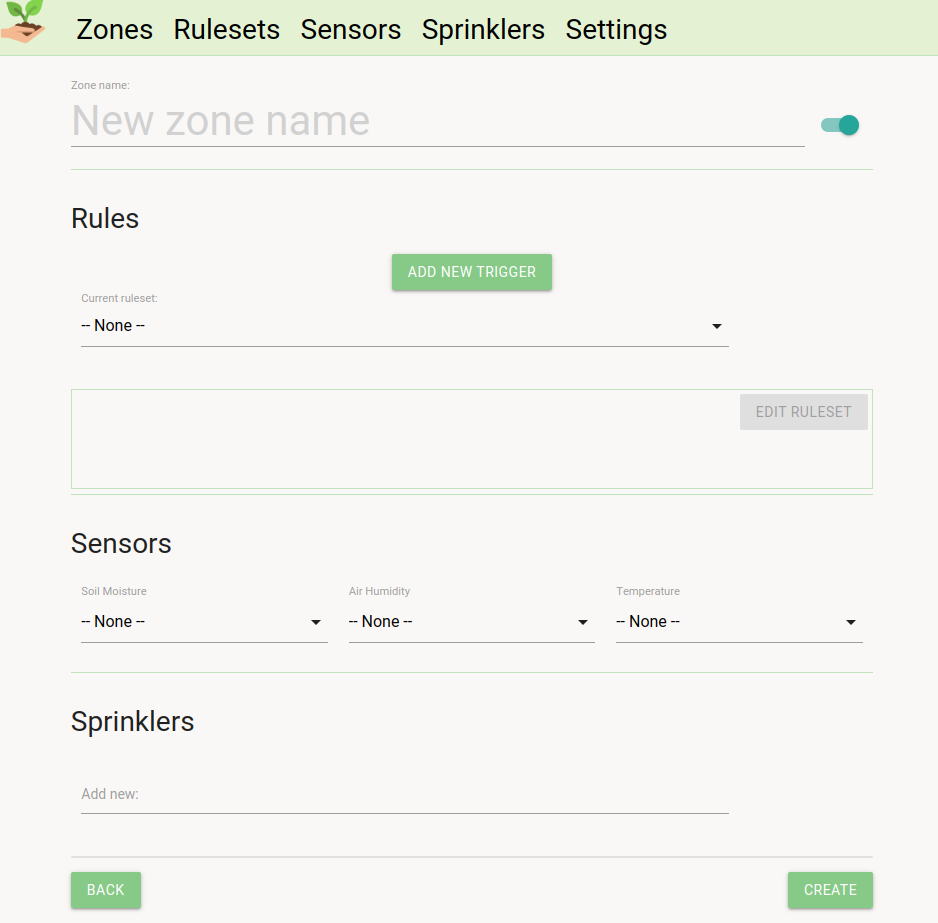 Zones Rulesets Sensors Sprinklers Settings
Zone name:
New zone name
Rules
ADD NEW TRIGGER
Current ruleset:
-- None --
EDIT RULESET
Sensors
Soil Moisture Air Humidity Temperature
-- None -- -- None -- -- None --
Sprinklers
Add new:
BACK CREATE